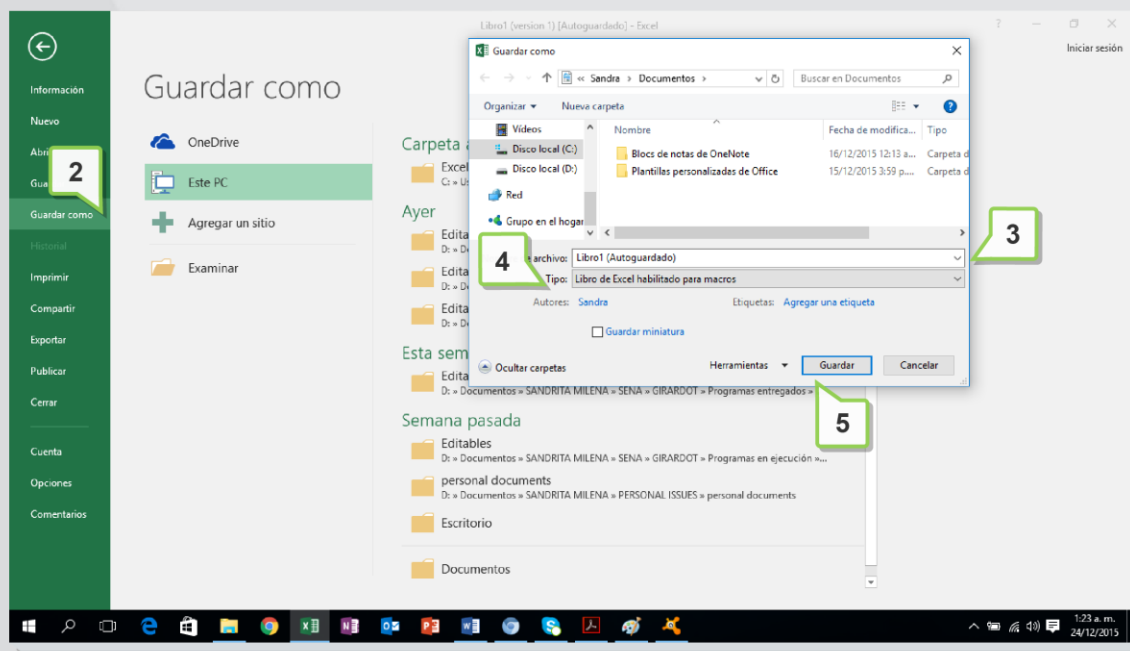 Libro1 (version 1) [Autoguardado] - Excel
?
Iniciar sesión
Información
Nuevo
Guardar como
Historial
Imprimir
Compartir
Exportar
Publicar
Cerrar
Cuenta
Opciones
Comentarios
2
Guardar como
OneDrive
Este PC
Agregar un sitio
Examinar
Carpeta
Excel
Ayer
D: »
D: »
D: »
Esta sem
D: » Documentos » SANDRITA MILENA » SENA » GIRARDOT » Programas entregados »
Semana pasada
Editables
D: » Documentos » SANDRITA MILENA » SENA » GIRARDOT » Programas en ejecución »...
personal documents
D: » Documentos » SANDRITA MILENA » PERSONAL ISSUES » personal documents
Escritorio
Documentos
Guardar como
« Sandra › Documentos ›
Buscar en Documentos
Organizar
Nueva carpeta
Vídeos
Disco local (C:)
Disco local (D:)
Red
Grupo en el hogar
Nombre Fecha de modifica... Tipo
Blocs de notas de OneNote 16/12/2015 12:13 a... Carpeta d
Plantillas personalizadas de Office 15/12/2015 3:59 p.... Carpeta d
3
4
archivo: Libro1 (Autoguardado)
Tipo: Libro de Excel habilitado para macros
Autores: Sandra Etiquetas: Agregar una etiqueta
Guardar miniatura
Ocultar carpetas
Herramientas
Guardar
Cancelar
5
1:23 a. m.
24/12/2015